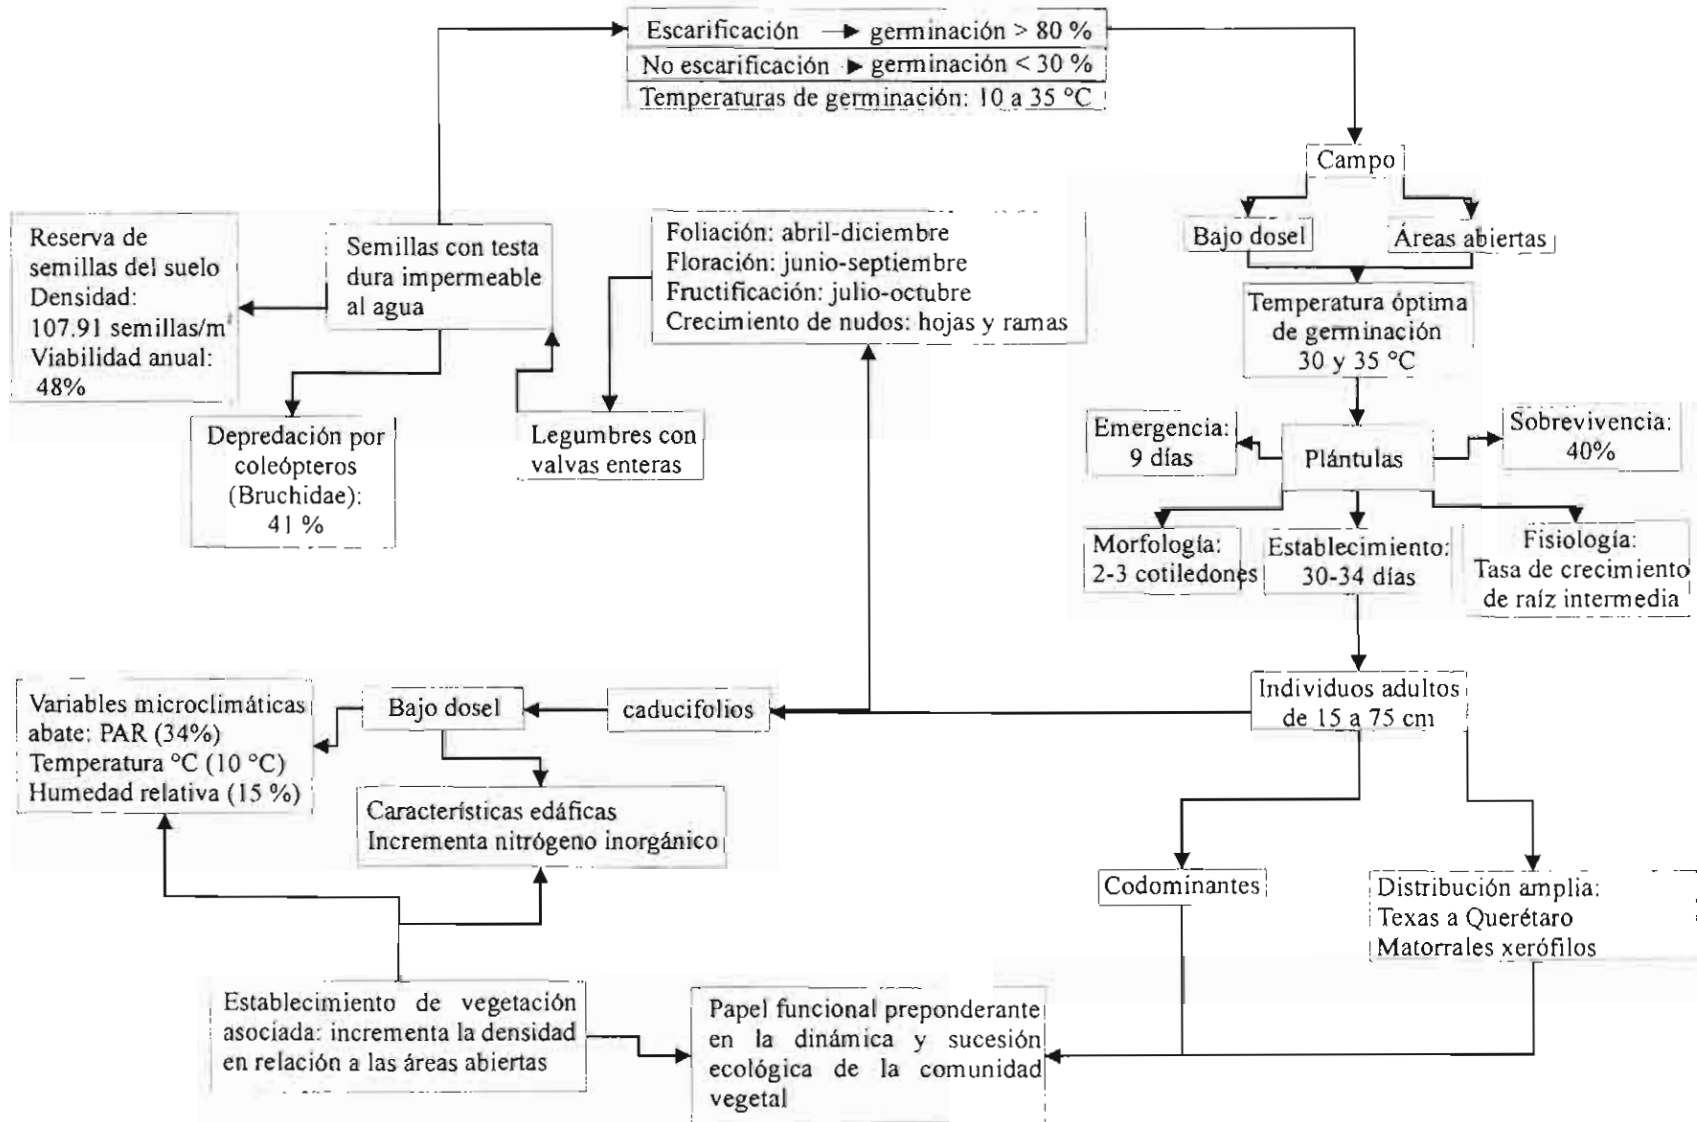 Escarificación → germinación > 80 %
No escarificación ▸ germinación < 30 %
Temperaturas de germinación: 10 a 35 °C
Campo
Bajo dosel
Áreas abiertas
Reserva de
semillas del suelo
Densidad:
107.91 semillas/m²
Viabilidad anual:
48%
Semillas con testa
dura impermeable
al agua
Foliación: abril-diciembre
Floración: junio-septiembre
Fructificación: julio-octubre
Crecimiento de nudos: hojas y ramas
Temperatura óptima
de germinación
30 y 35 °C
Depredación por
coleópteros
(Bruchidae):
41 %
Legumbres con
valvas enteras
Emergencia:
9 días
Plántulas
Sobrevivencia:
40%
Morfología:
2-3 cotiledones
Establecimiento:
30-34 días
Fisiología:
Tasa de crecimiento
de raíz intermedia
Variables microclimáticas
abate: PAR (34%)
Temperatura °C (10 °C)
Humedad relativa (15 %)
Bajo dosel
caducifolios
Individuos adultos
de 15 a 75 cm
Características edáficas
Incrementa nitrógeno inorgánico
Codominantes
Distribución amplia:
Texas a Querétaro
Matorrales xerófilos
Establecimiento de vegetación
asociada: incrementa la densidad
en relación a las áreas abiertas
Papel funcional preponderante
en la dinámica y sucesión
ecológica de la comunidad
vegetal